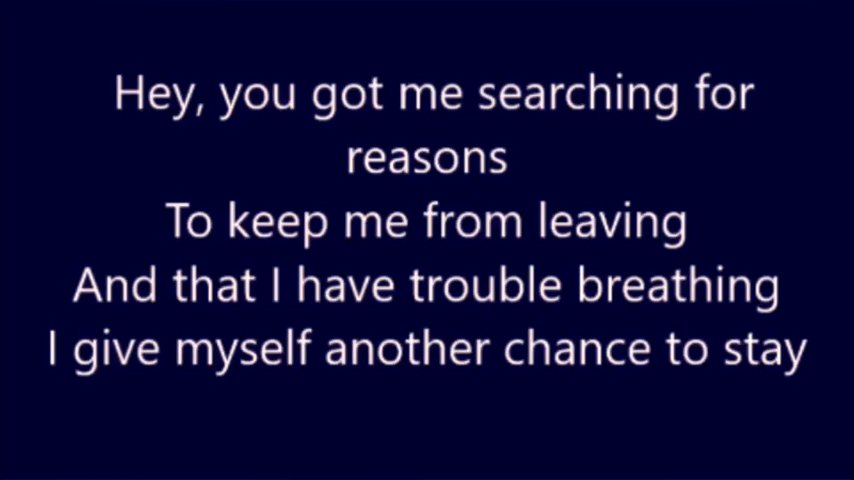 Hey, you got me searching for
reasons
To keep me from leaving
And that I have trouble breathing
I give myself another chance to stay